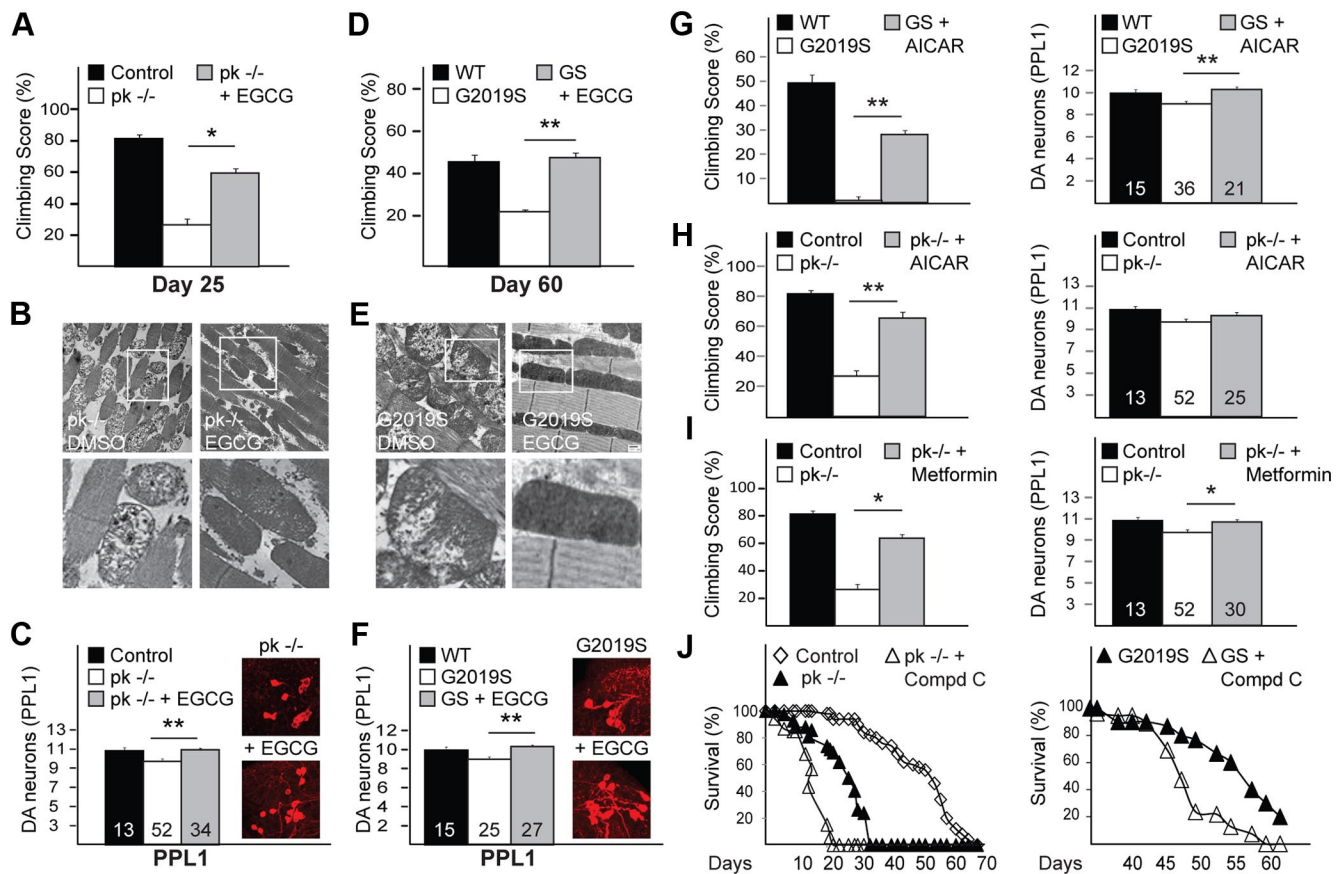 A
Control
pk -/-
pk -/-
+ EGCG
Climbing Score (%)
100
80
60
40
20
*
Day 25
D
WT
G2019S
GS
+ EGCG
Climbing Score (%)
80
60
40
20
**
Day 60
B
pk-/-
DMSO
pk-/-
EGCG
E
G2019S
DMSO
G2019S
EGCG
C
Control
pk -/-
pk -/- + EGCG
DA neurons (PPL1)
13
11
9
7
5
3
**
13 52 34
PPL1
pk -/-
+ EGCG
F
WT
G2019S
GS + EGCG
DA neurons (PPL1)
12
10
8
6
4
2
**
15 25 27
PPL1
G2019S
+ EGCG
G
WT
G2019S
GS +
AICAR
Climbing Score (%)
60
50
40
30
20
10
**
WT
G2019S
GS +
AICAR
DA neurons (PPL1)
12
10
8
6
4
2
**
15 36 21
H
Control
pk-/-
pk-/- +
AICAR
Climbing Score (%)
100
80
60
40
20
**
Control
pk-/-
pk-/- +
AICAR
DA neurons (PPL1)
13
11
9
7
5
3
13 52 25
I
Control
pk-/-
pk-/- +
Metformin
Climbing Score (%)
100
80
60
40
20
*
Control
pk-/-
pk-/- +
Metformin
DA neurons (PPL1)
13
11
9
7
5
3
*
13 52 30
J
Control
pk -/-
pk -/- +
Compd C
Survival (%)
100
80
60
40
20
Days 10 20 30 40 50 60 70
G2019S
GS +
Compd C
Survival (%)
100
80
60
40
20
Days 40 45 50 55 60